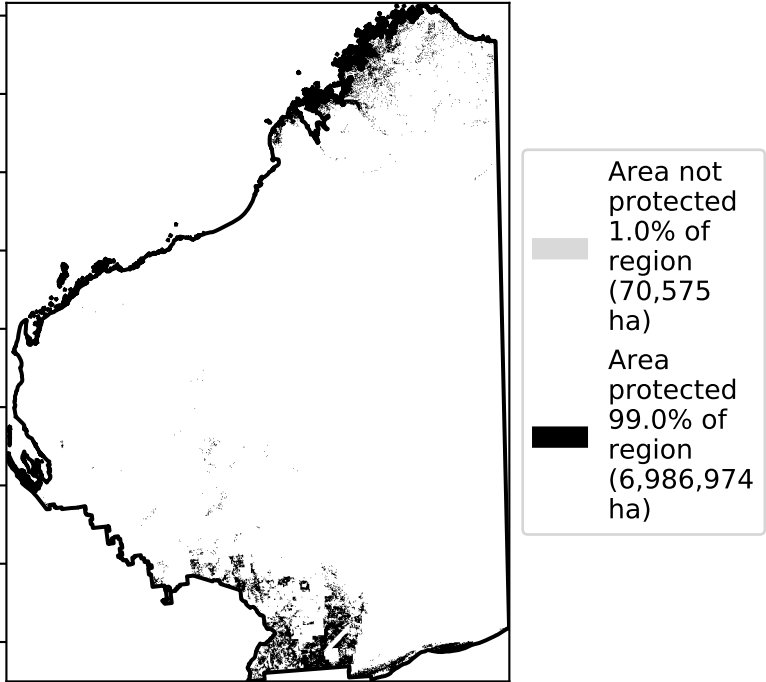 Area not
protected
1.0% of
region
(70,575
ha)
Area
protected
99.0% of
region
(6,986,974
ha)